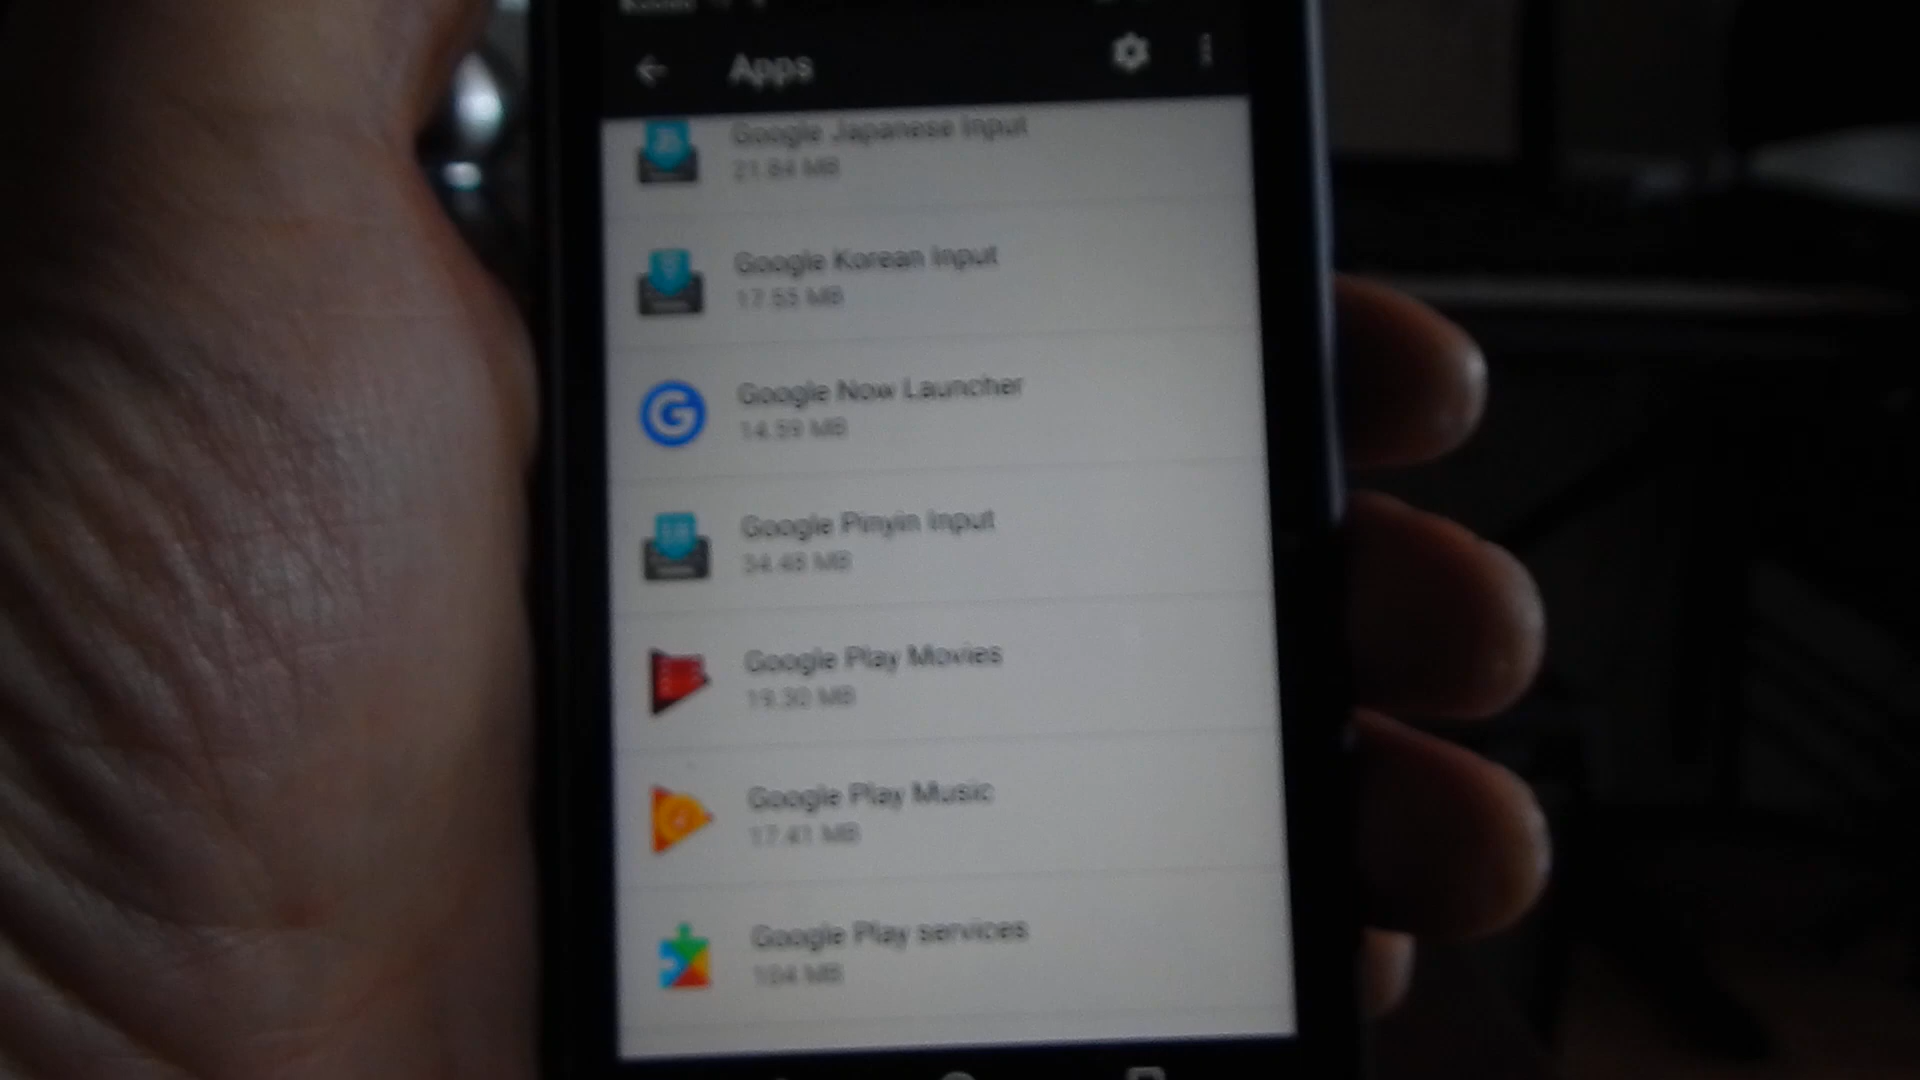 Apps
Google Japanese Input
21.84 MB
Google Korean Input
17.55 MB
Google Now Launcher
14.59 MB
Google Pinyin Input
34.48 MB
Google Play Movies
19.30 MB
Google Play Music
17.41 MB
Google Play services
104 MB